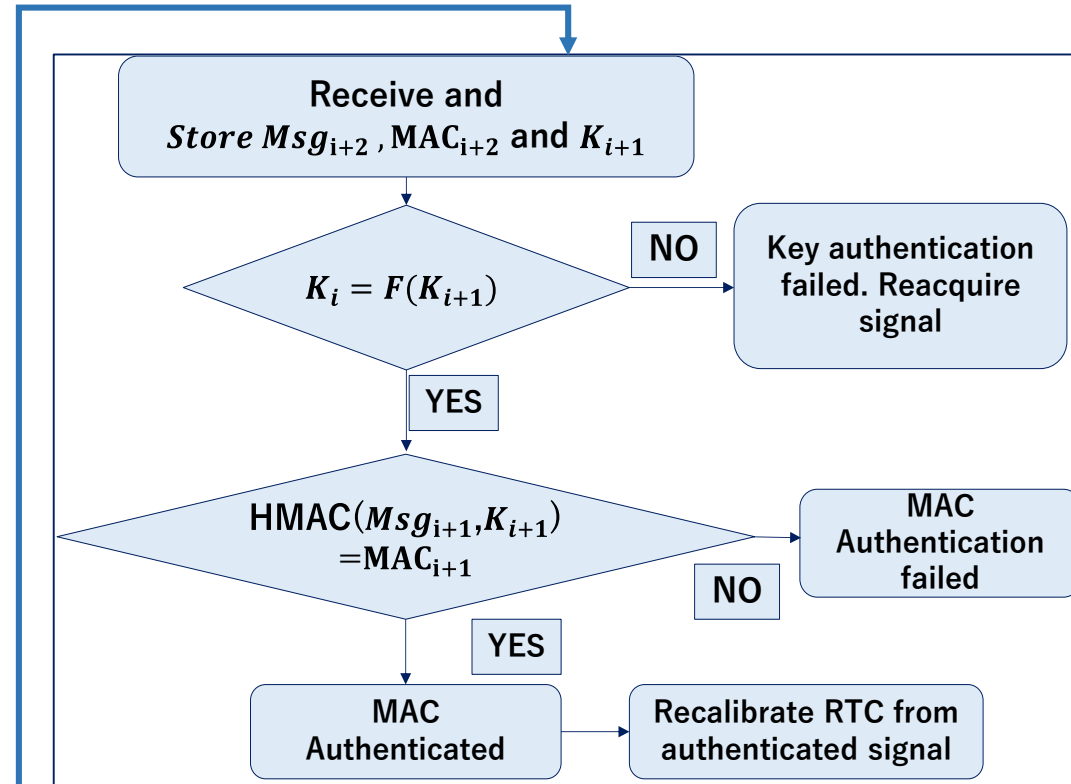 Receive and
Store Msgᵢ₊₂ , MACᵢ₊₂ and Kᵢ₊₁
Kᵢ = F(Kᵢ₊₁)
NO
Key authentication
failed. Reacquire
signal
YES
HMAC(Msgᵢ₊₁,Kᵢ₊₁)
=MACᵢ₊₁
MAC
Authentication
failed
NO
YES
MAC
Authenticated
Recalibrate RTC from
authenticated signal